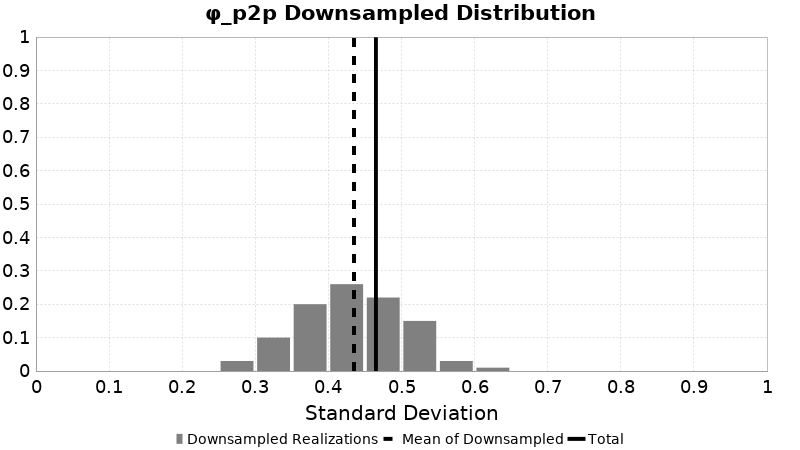 φ_p2p Downsampled Distribution
1
0.9
0.8
0.7
0.6
0.5
0.4
0.3
0.2
0.1
0
0 0.1 0.2 0.3 0.4 0.5 0.6 0.7 0.8 0.9 1
Standard Deviation
Downsampled Realizations Mean of Downsampled Total